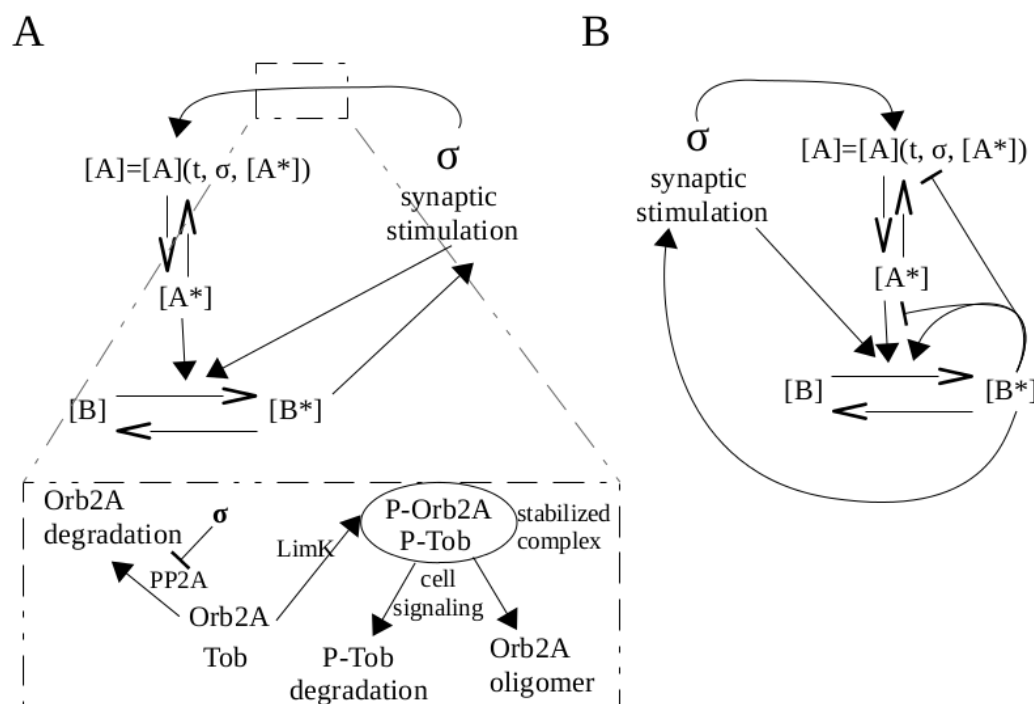 A
[A]=[A](t, σ, [A*])
σ
synaptic
stimulation
[A*]
[B]
[B*]
Orb2A
degradation
σ
PP2A
Orb2A
Tob
LimK
P-Orb2A
P-Tob
stabilized
complex
cell
signaling
P-Tob
degradation
Orb2A
oligomer
B
σ
synaptic
stimulation
[A]=[A](t, σ, [A*])
[A*]
[B]
[B*]